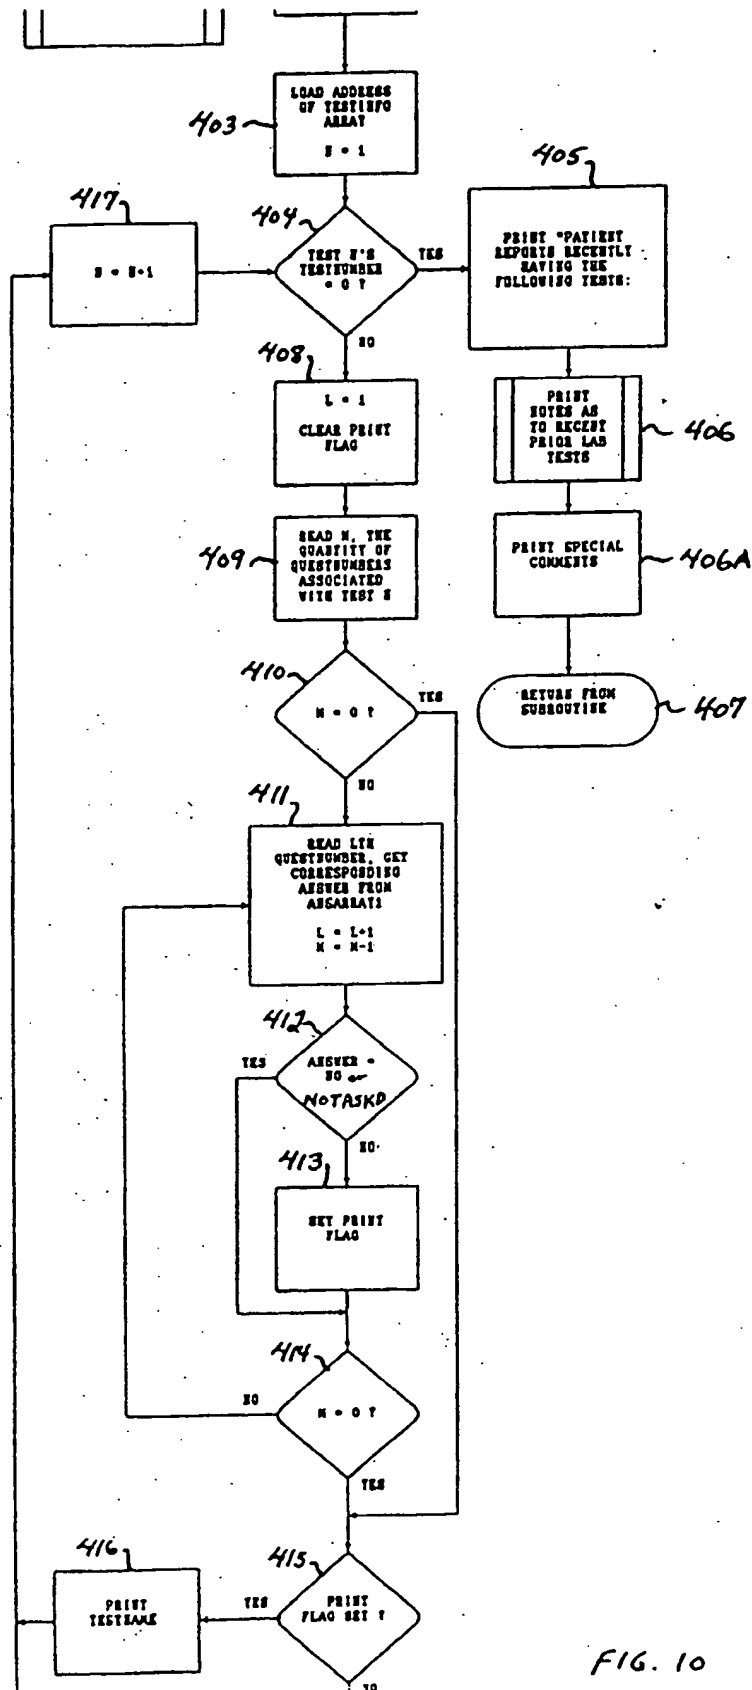 LOAD ADDRESS
OF TESTINFO
ARRAY
N = 1
403
417
N = N+1
404
TEST N'S
TESTNUMBER
= 0 ?
YES
NO
405
PRINT "PATIENT
REPORTS RECENTLY
HAVING THE
FOLLOWING TESTS:
408
L = 1
CLEAR PRINT
FLAG
PRINT
NOTES AS
TO RECENT
PRIOR LAB
TESTS
406
409
READ M, THE
QUANTITY OF
QUESTNUMBERS
ASSOCIATED
WITH TEST N
PRINT SPECIAL
COMMENTS
406A
410
M = 0 ?
YES
NO
RETURN FROM
SUBROUTINE
407
411
READ LTH
QUESTNUMBER, GET
CORRESPONDING
ANSWER FROM
ANSARRAY1
L = L+1
M = M-1
412
YES
ANSWER =
NO or
NOTASKD
NO
413
SET PRINT
FLAG
414
NO
M = 0 ?
YES
416
PRINT
TESTNAME
415
YES
PRINT
FLAG SET ?
NO
FIG. 10